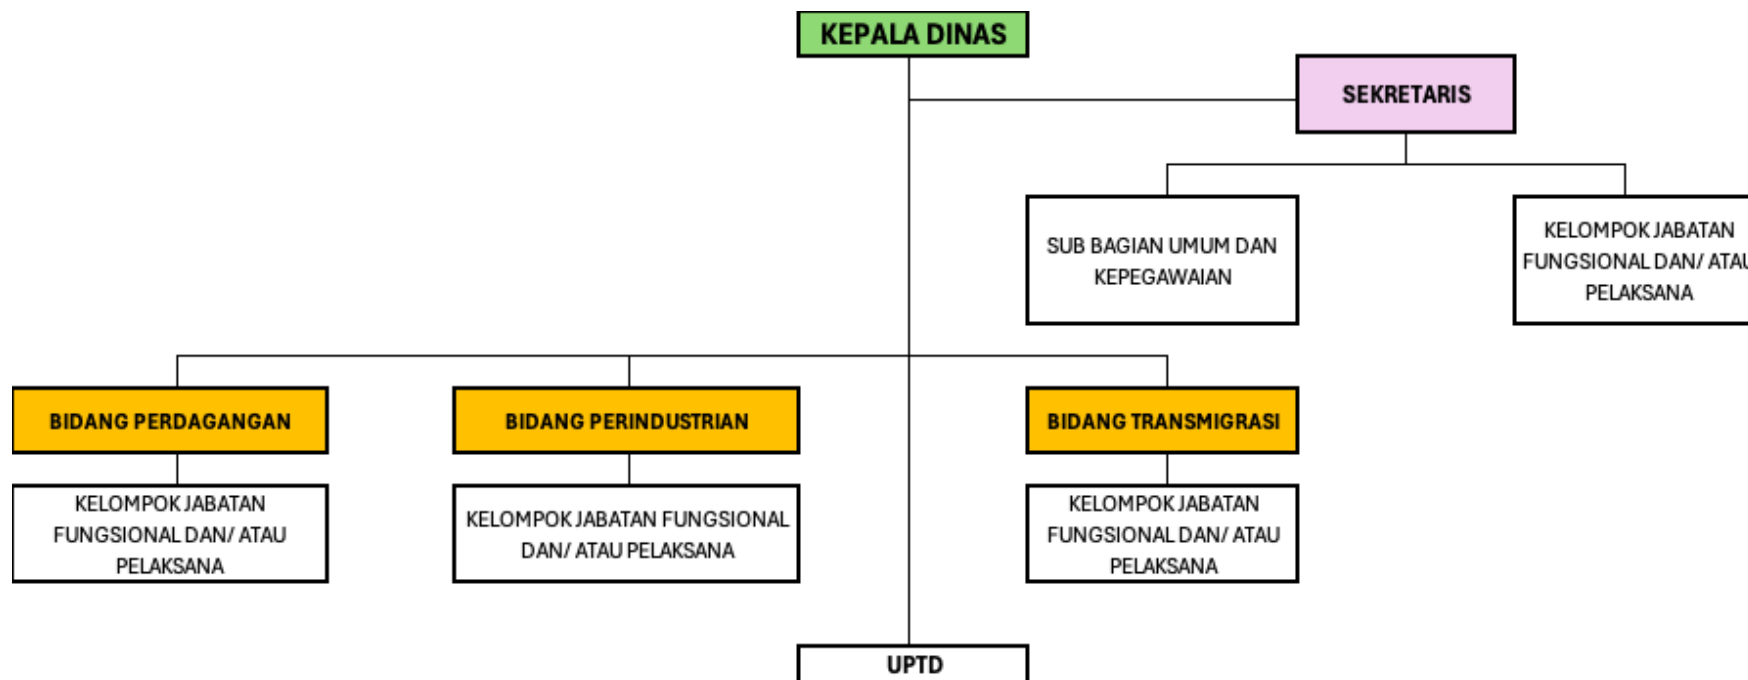 KEPALA DINAS
SEKRETARIS
SUB BAGIAN UMUM DAN
KEPEGAWAIAN
KELOMPOK JABATAN
FUNGSIONAL DAN/ ATAU
PELAKSANA
BIDANG PERDAGANGAN
BIDANG PERINDUSTRIAN
BIDANG TRANSMIGRASI
KELOMPOK JABATAN
FUNGSIONAL DAN/ ATAU
PELAKSANA
KELOMPOK JABATAN FUNGSIONAL
DAN/ ATAU PELAKSANA
KELOMPOK JABATAN
FUNGSIONAL DAN/ ATAU
PELAKSANA
UPTD